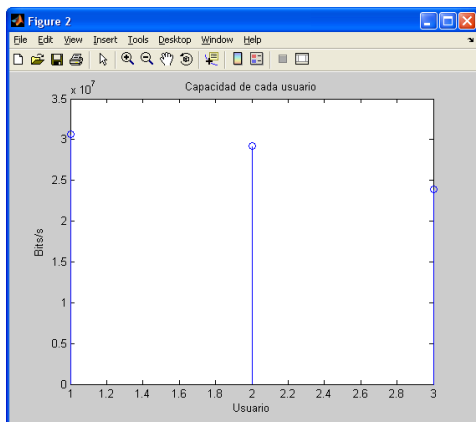 Figure 2
File Edit View Insert Tools Desktop Window Help
x 10^7
Capacidad de cada usuario
3.5
3
2.5
2
1.5
1
0.5
0
Bits/s
1 1.2 1.4 1.6 1.8 2 2.2 2.4 2.6 2.8 3
Usuario